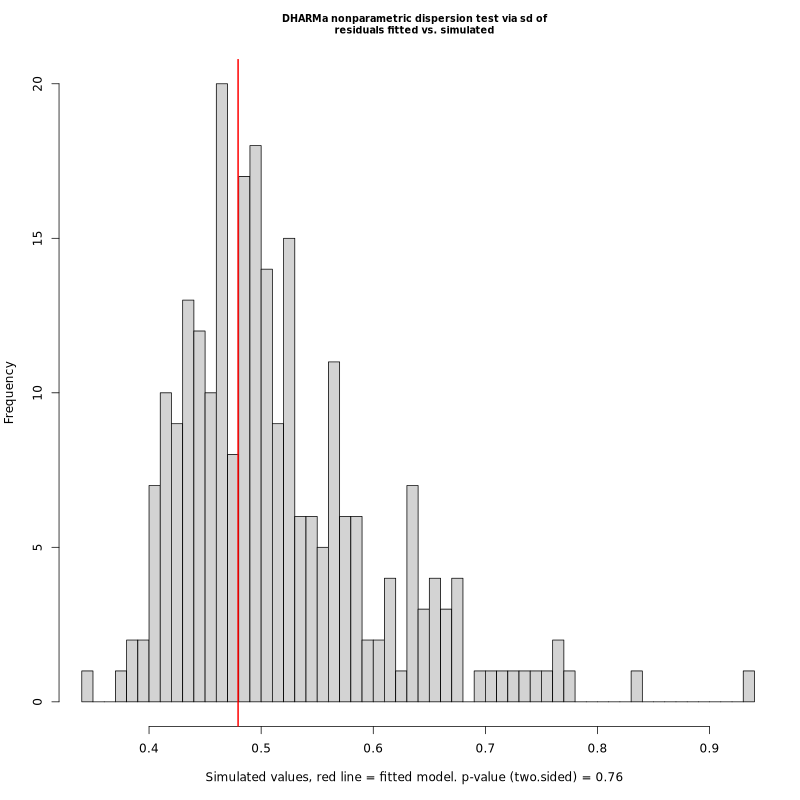 DHARMa nonparametric dispersion test via sd of
residuals fitted vs. simulated
20
15
10
5
0
Frequency
0.4 0.5 0.6 0.7 0.8 0.9
Simulated values, red line = fitted model. p-value (two.sided) = 0.76